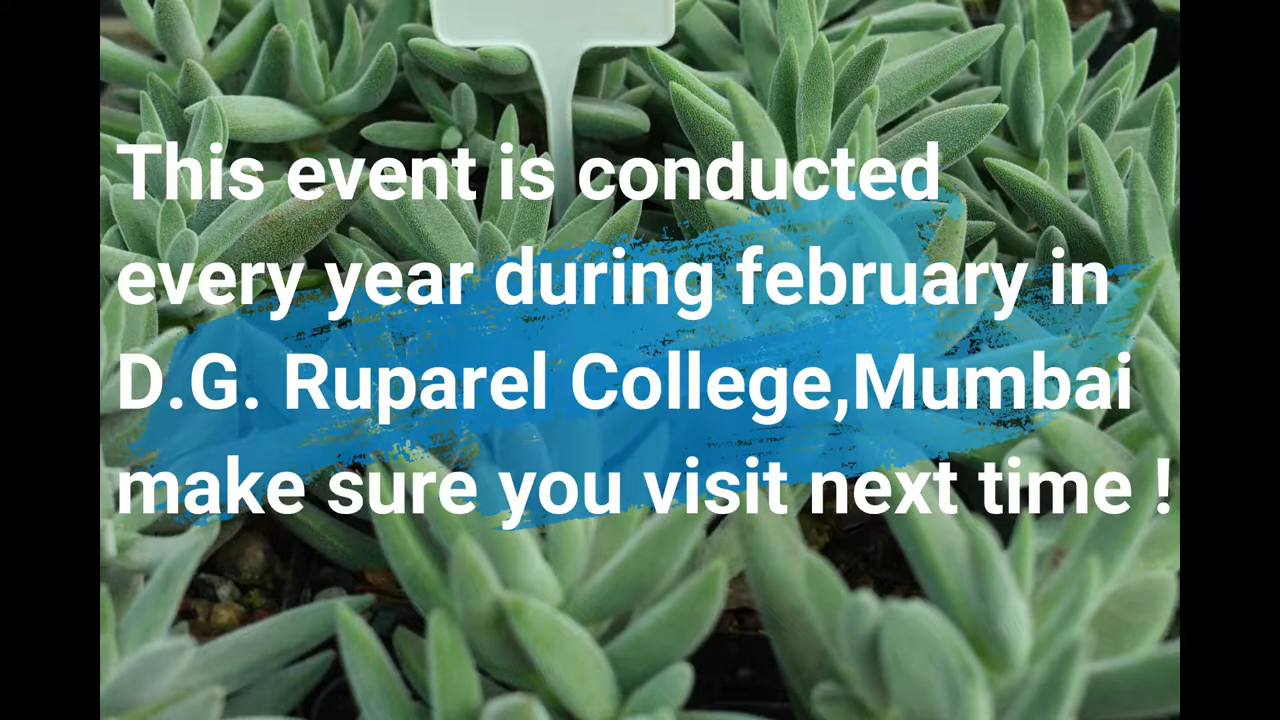 This event is conducted
every year during february in
D.G. Ruparel College,Mumbai
make sure you visit next time !